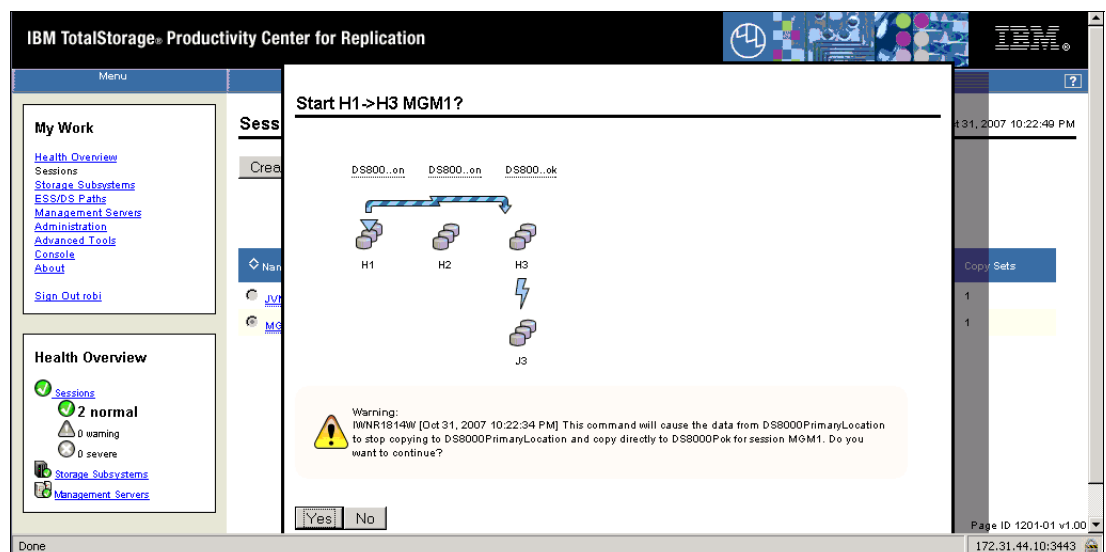 IBM TotalStorage® Productivity Center for Replication
IBM®
Menu
?
My Work
Health Overview
Sessions
Storage Subsystems
ESS/DS Paths
Management Servers
Administration
Advanced Tools
Console
About
Sign Out robi
Health Overview
Sessions
2 normal
0 warning
0 severe
Storage Subsystems
Management Servers
Sess
t 31, 2007 10:22:49 PM
Crea
Nan
Copy Sets
JVI
1
MG
1
Start H1->H3 MGM1?
DS800..on DS800..on DS800..ok
H1 H2 H3
J3
Warning:
IWNR1814W [Oct 31, 2007 10:22:34 PM] This command will cause the data from DS8000PrimaryLocation
to stop copying to DS8000PrimaryLocation and copy directly to DS8000Pok for session MGM1. Do you
want to continue?
Yes No
Page ID 1201-01 v1.00
Done
172.31.44.10:3443